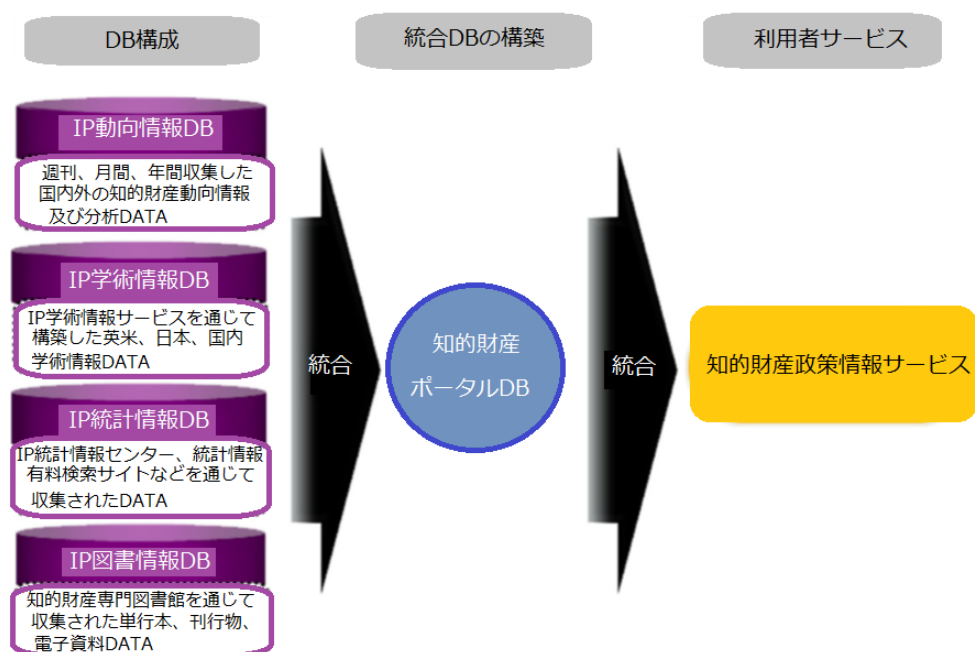 DB構成
統合DBの構築
利用者サービス
IP動向情報DB
週刊、月間、年間収集した
国内外の知的財産動向情報
及び分析DATA
IP学術情報DB
IP学術情報サービスを通じて
構築した英米、日本、国内
学術情報DATA
IP統計情報DB
IP統計情報センター、統計情報
有料検索サイトなどを通じて
収集されたDATA
IP図書情報DB
知的財産専門図書館を通じて
収集された単行本、刊行物、
電子資料DATA
統合
知的財産
ポータルDB
統合
知的財産政策情報サービス